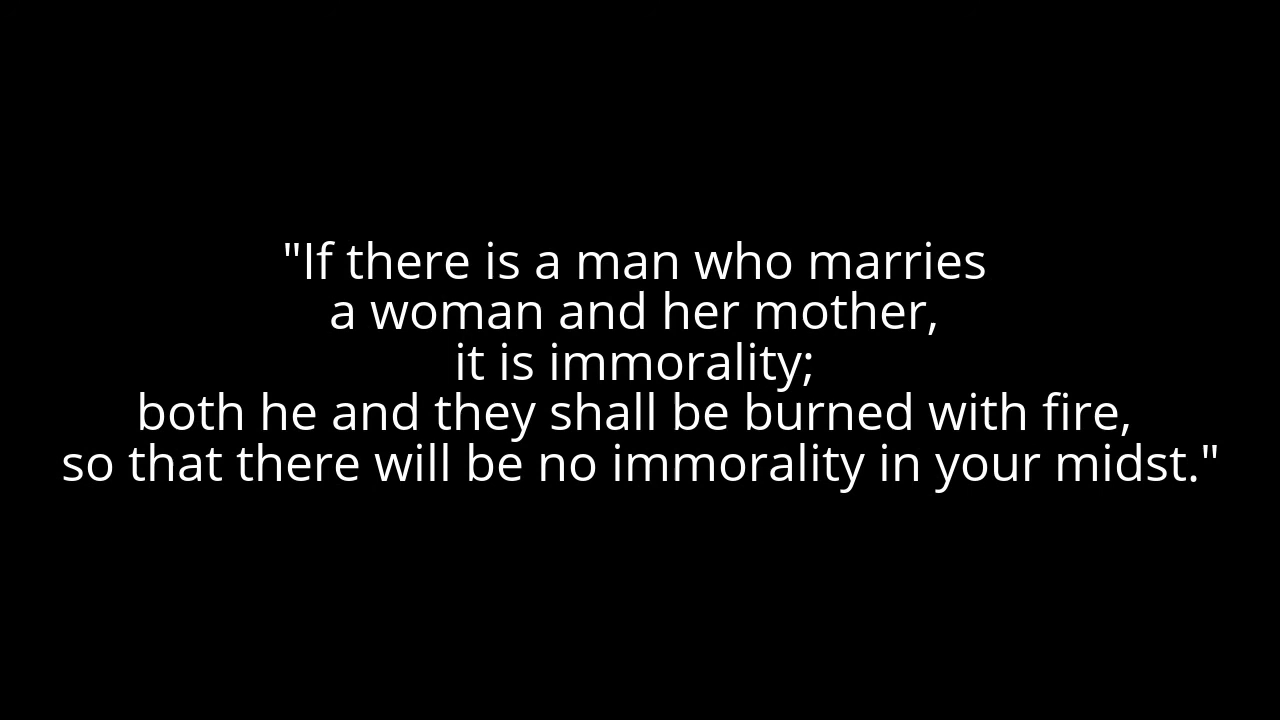 "If there is a man who marries
a woman and her mother,
it is immorality;
both he and they shall be burned with fire,
so that there will be no immorality in your midst."